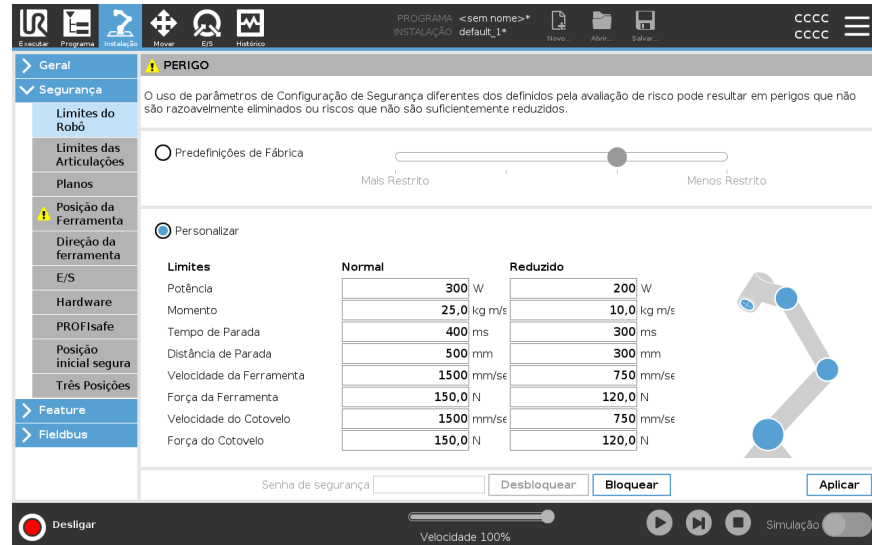 UR
Executar
Programa
Instalação
Mover
E/S
Histórico
PROGRAMA <sem nome>*
INSTALAÇÃO default_1*
Novo...
Abrir...
Salvar...
CCCC
CCCC
Geral
Segurança
Limites do
Robô
Limites das
Articulações
Planos
Posição da
Ferramenta
Direção da
ferramenta
E/S
Hardware
PROFIsafe
Posição
inicial segura
Três Posições
Feature
Fieldbus
PERIGO
O uso de parâmetros de Configuração de Segurança diferentes dos definidos pela avaliação de risco pode resultar em perigos que não
são razoavelmente eliminados ou riscos que não são suficientemente reduzidos.
Predefinições de Fábrica
Mais Restrito Menos Restrito
Personalizar
Limites Normal Reduzido
Potência 300 W 200 W
Momento 25,0 kg m/s 10,0 kg m/s
Tempo de Parada 400 ms 300 ms
Distância de Parada 500 mm 300 mm
Velocidade da Ferramenta 1500 mm/se 750 mm/se
Força da Ferramenta 150,0 N 120,0 N
Velocidade do Cotovelo 1500 mm/se 750 mm/se
Força do Cotovelo 150,0 N 120,0 N
Senha de segurança Desbloquear Bloquear Aplicar
Desligar
Velocidade 100%
Simulação